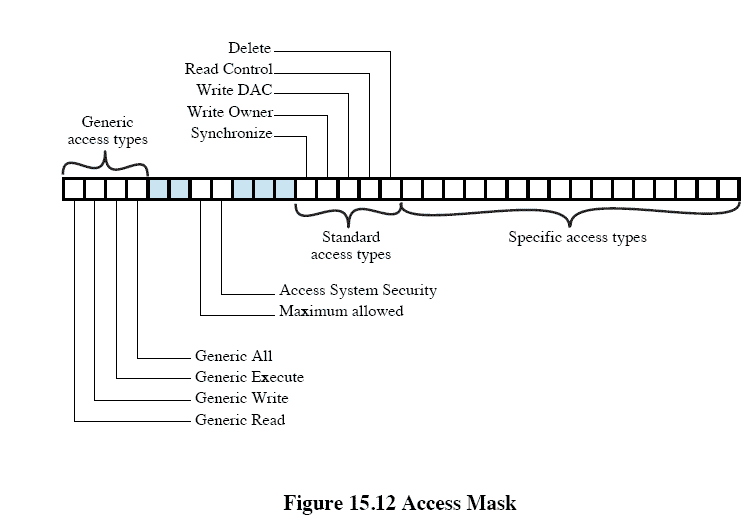 Delete
Read Control
Write DAC
Write Owner
Synchronize
Generic
access types
Standard
access types
Specific access types
Access System Security
Maximum allowed
Generic All
Generic Execute
Generic Write
Generic Read
Figure 15.12 Access Mask